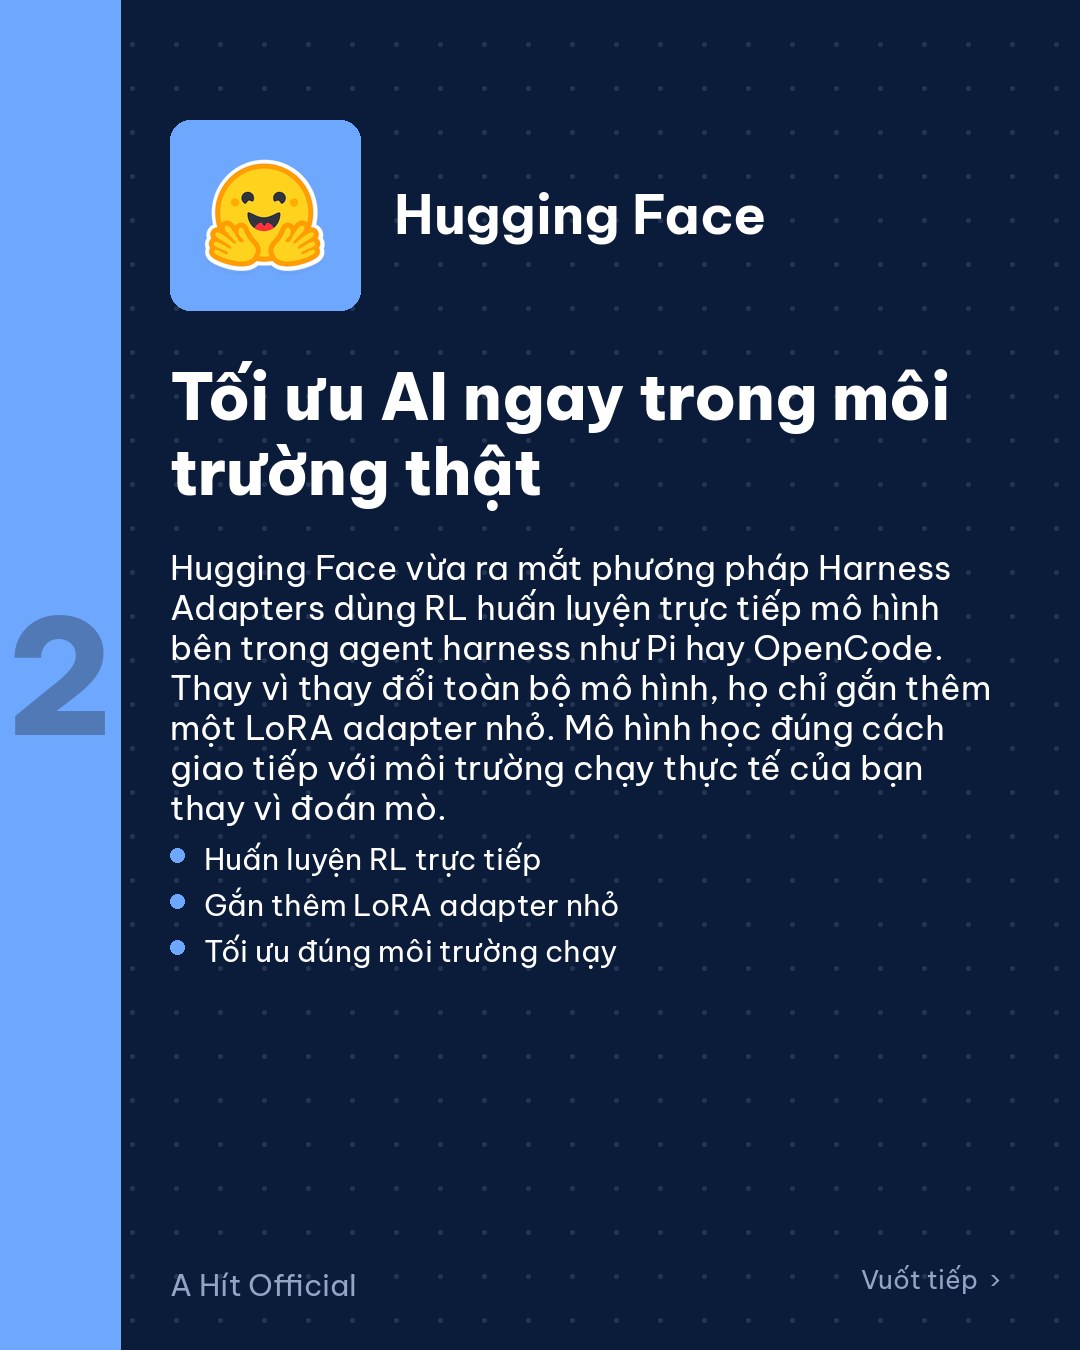 Hugging Face
Tối ưu AI ngay trong môi
trường thật
Hugging Face vừa ra mắt phương pháp Harness
Adapters dùng RL huấn luyện trực tiếp mô hình
bên trong agent harness như Pi hay OpenCode.
Thay vì thay đổi toàn bộ mô hình, họ chỉ gắn thêm
một LoRA adapter nhỏ. Mô hình học đúng cách
giao tiếp với môi trường chạy thực tế của bạn
thay vì đoán mò.
Huấn luyện RL trực tiếp
Gắn thêm LoRA adapter nhỏ
Tối ưu đúng môi trường chạy
2
A Hít Official
Vuốt tiếp ›